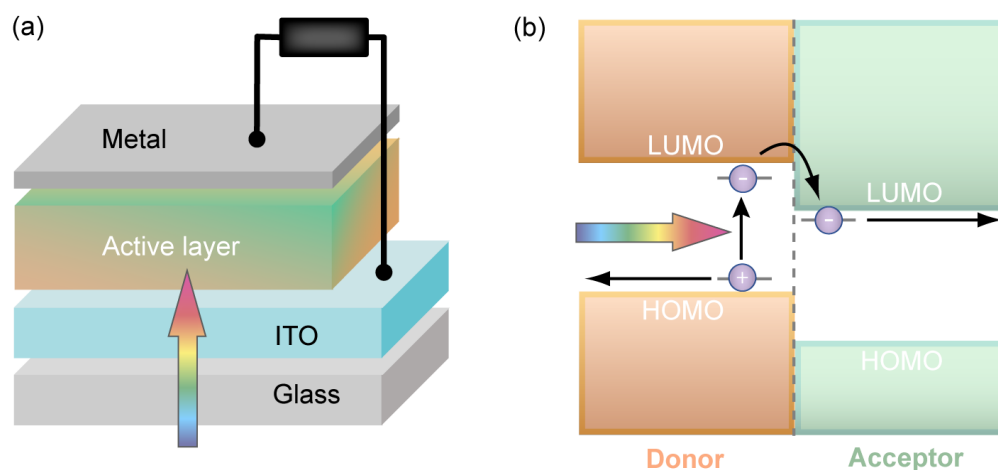 (a)
Metal
Active layer
ITO
Glass
(b)
LUMO
-
LUMO
-
+
HOMO
HOMO
Donor
Acceptor